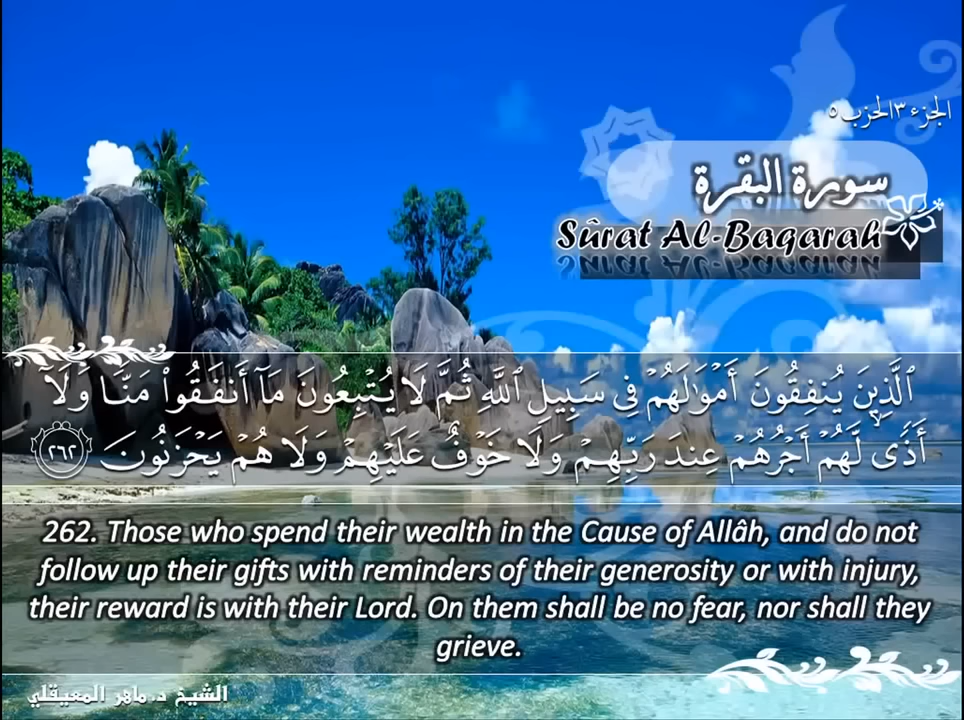 الجزء ٣ الحزب ٥
سورة البقرة
Sûrat Al-Baqarah
ٱلَّذِينَ يُنفِقُونَ أَمْوَٰلَهُمْ فِى سَبِيلِ ٱللَّهِ ثُمَّ لَا يُتْبِعُونَ مَآ أَنفَقُوا۟ مَنًّا وَلَآ
أَذًى ۙ لَّهُمْ أَجْرُهُمْ عِندَ رَبِّهِمْ وَلَا خَوْفٌ عَلَيْهِمْ وَلَا هُمْ يَحْزَنُونَ ٢٦٢
262. Those who spend their wealth in the Cause of Allâh, and do not
follow up their gifts with reminders of their generosity or with injury,
their reward is with their Lord. On them shall be no fear, nor shall they
grieve.
الشيخ د.ماهر المعيقلي